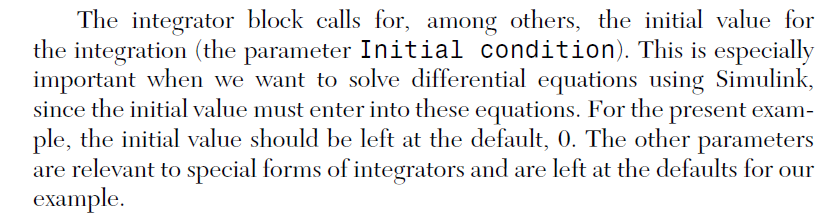 The integrator block calls for, among others, the initial value for
the integration (the parameter Initial condition). This is especially
important when we want to solve differential equations using Simulink,
since the initial value must enter into these equations. For the present exam-
ple, the initial value should be left at the default, 0. The other parameters
are relevant to special forms of integrators and are left at the defaults for our
example.